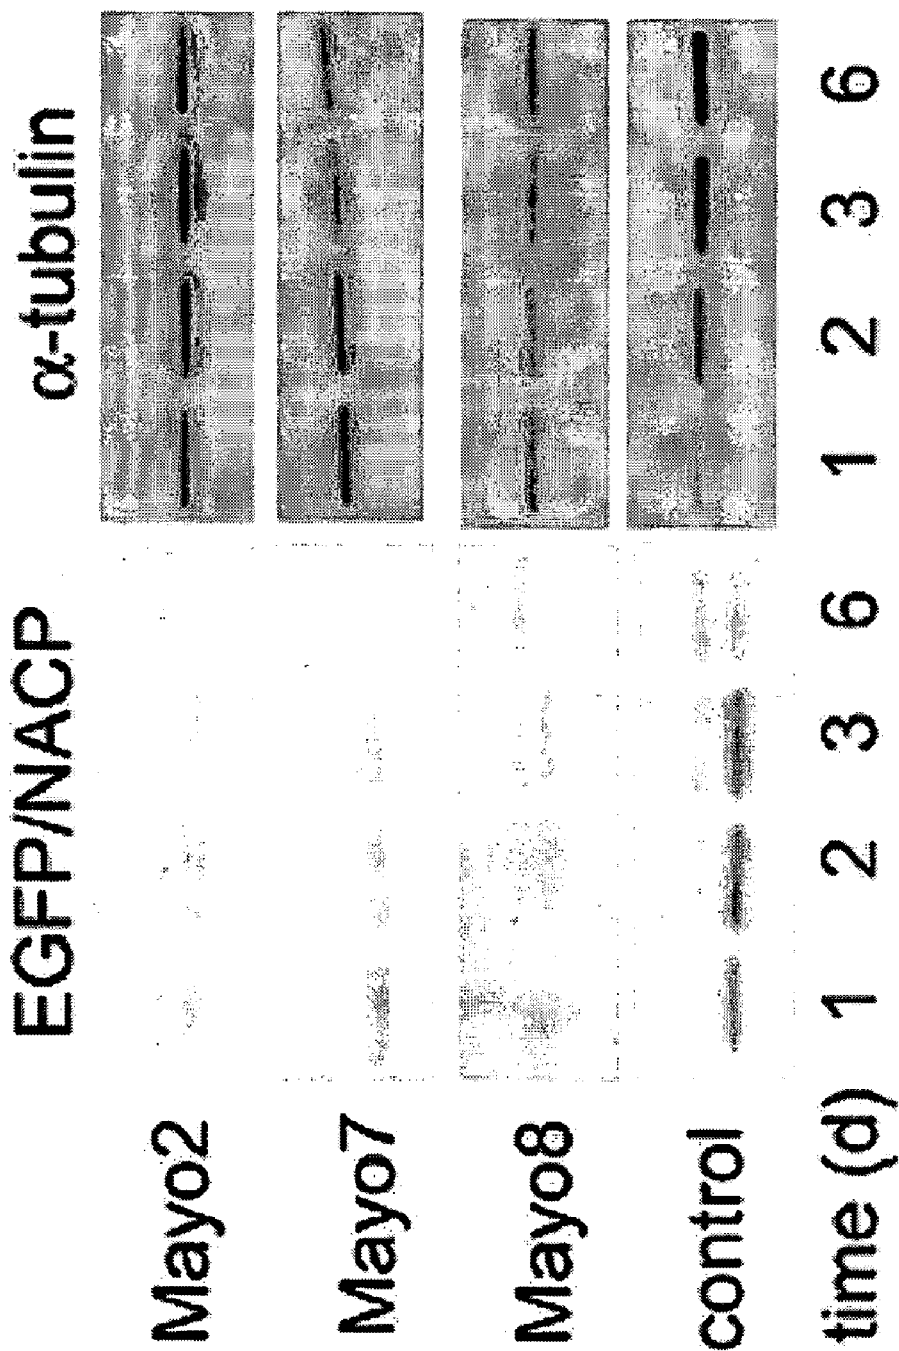 EGFP/NACP α-tubulin
Mayo2
Mayo7
Mayo8
control
time (d) 1 2 3 6 1 2 3 6